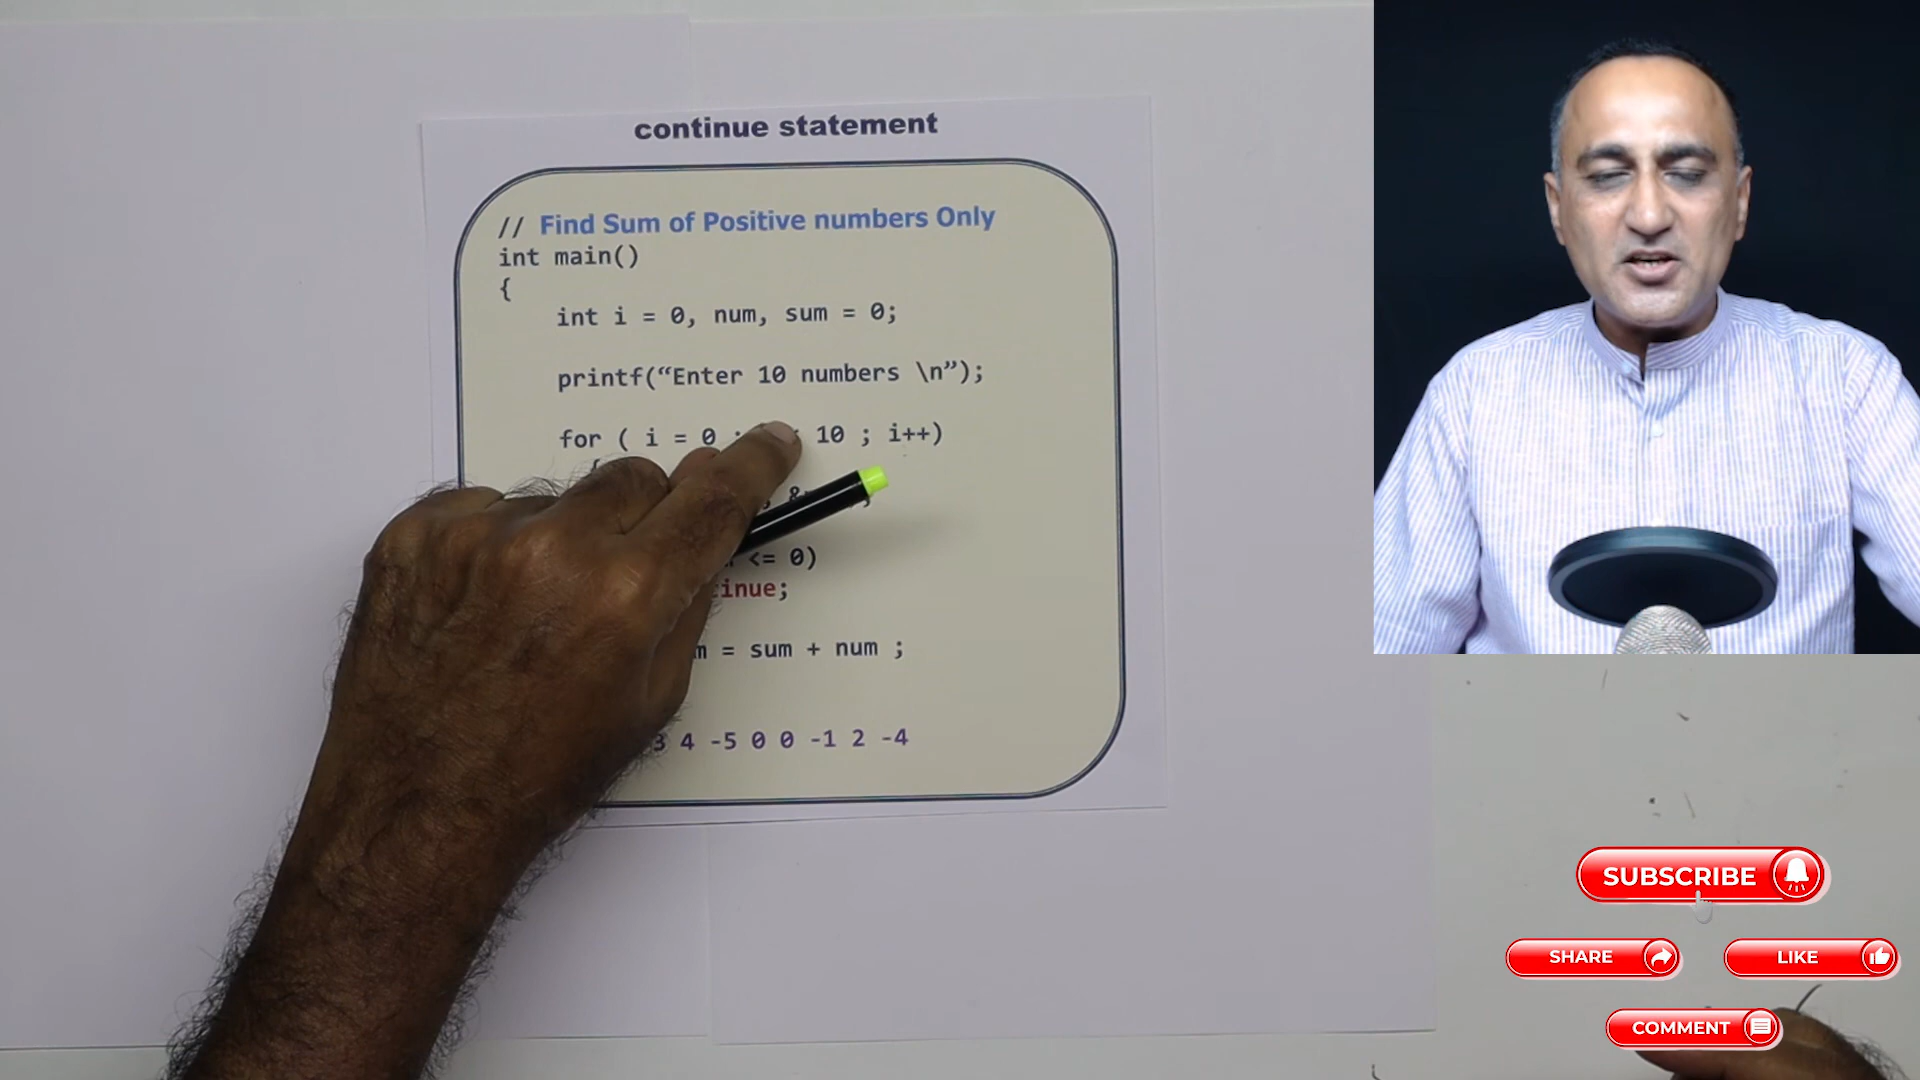 continue statement
// Find Sum of Positive numbers Only
int main()
{
int i = 0, num, sum = 0;
printf(“Enter 10 numbers \n”);
for ( i = 0 ; 10 ; i++)
{
&
<= 0)
tinue;
m = sum + num ;
3 4 -5 0 0 -1 2 -4
SUBSCRIBE
SHARE
LIKE
COMMENT